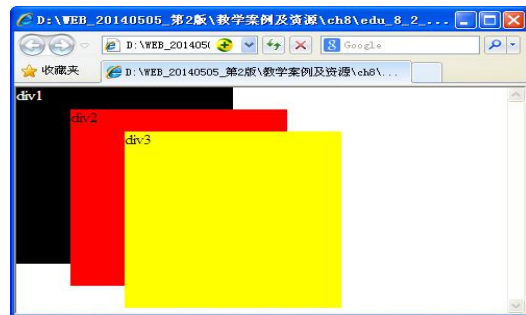 D:\WEB_20140505_第2版\教学案例及资源\ch8\edu_8_2_...
D:\WEB_201405(
Google
收藏夹
D:\WEB_20140505_第2版\教学案例及资源\ch8\...
div1
div2
div3